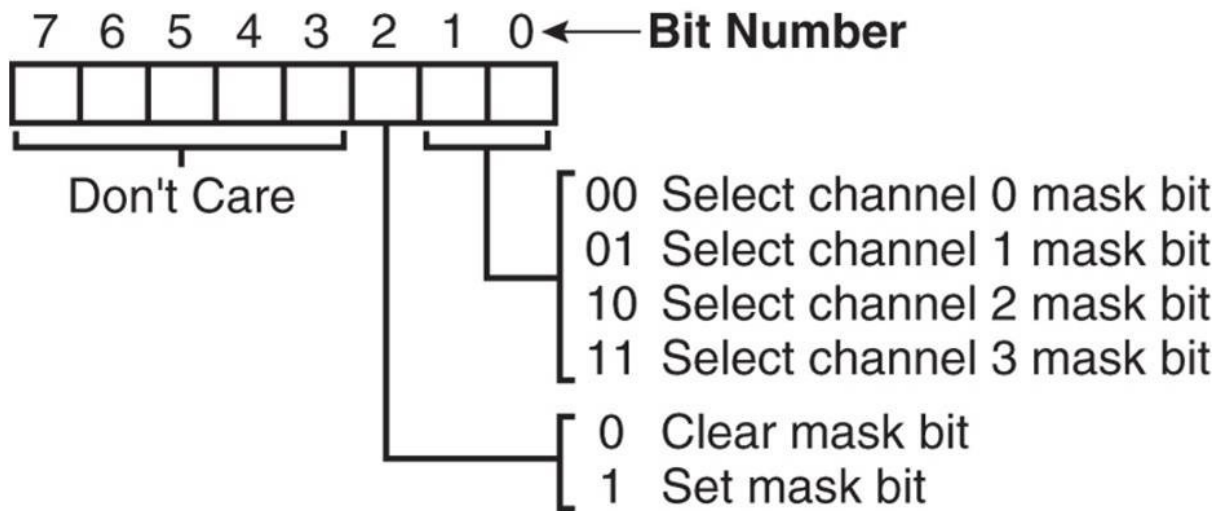 7 6 5 4 3 2 1 0 Bit Number
Don't Care
00 Select channel 0 mask bit
01 Select channel 1 mask bit
10 Select channel 2 mask bit
11 Select channel 3 mask bit
0 Clear mask bit
1 Set mask bit